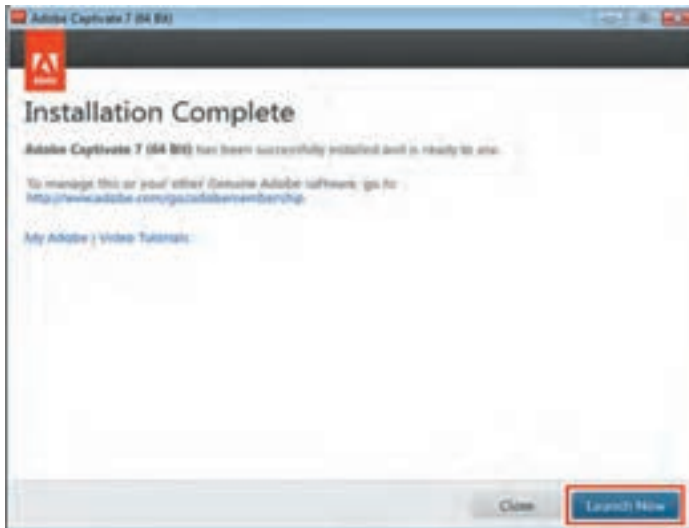 Adobe Captivate 7 (64 Bit)
Adobe
Installation Complete
Adobe Captivate 7 (64 Bit) has been successfully installed and is ready to use.
To manage this or your other Genuine Adobe software, go to
http://www.adobe.com/go/adobemembership.
My Adobe | Video Tutorials
Close
Launch Now